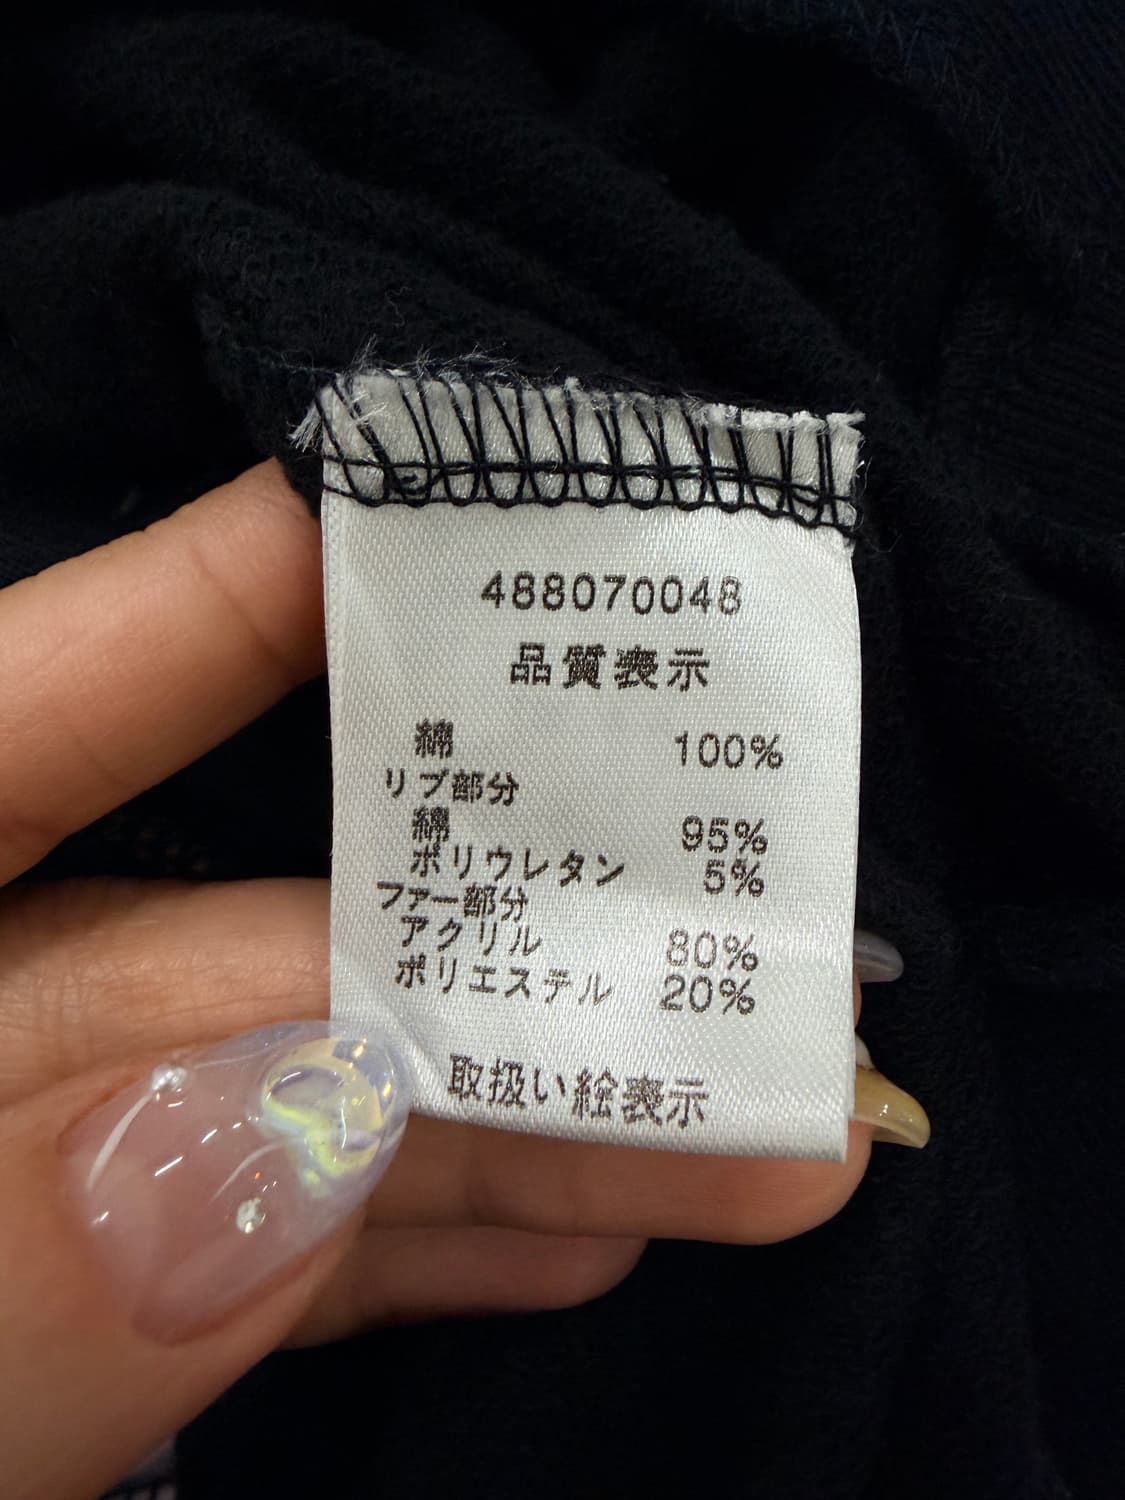 488070048
品質表示
綿 100%
リブ部分
綿 95%
ポリウレタン 5%
ファー部分
アクリル 80%
ポリエステル 20%
取扱い絵表示